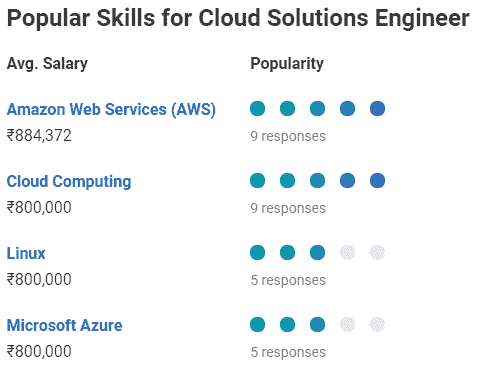 Popular Skills for Cloud Solutions Engineer
Avg. Salary Popularity
Amazon Web Services (AWS)
₹884,372 9 responses
Cloud Computing
₹800,000 9 responses
Linux
₹800,000 5 responses
Microsoft Azure
₹800,000 5 responses